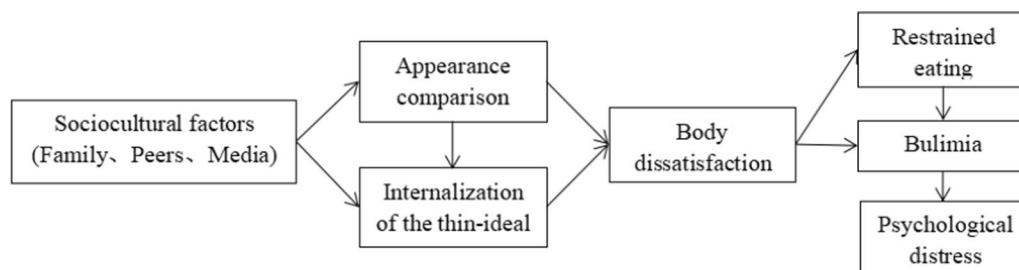 Sociocultural factors
(Family、Peers、Media)
Appearance
comparison
Internalization
of the thin-ideal
Body
dissatisfaction
Restrained
eating
Bulimia
Psychological
distress